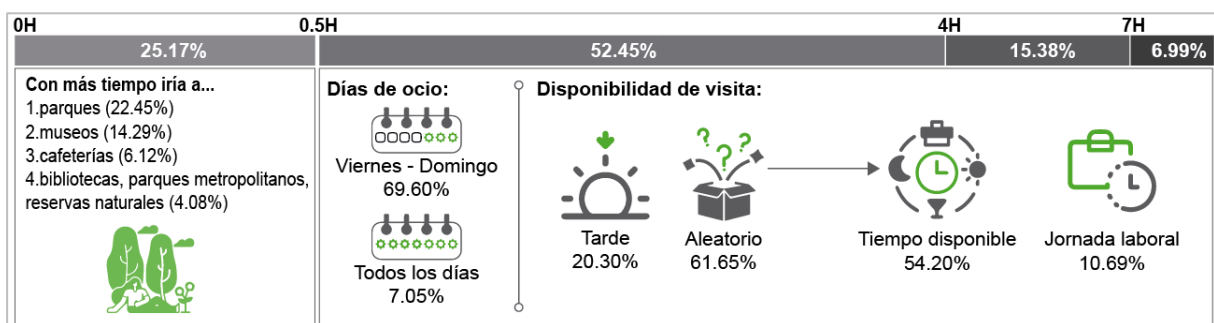 0H 0.5H 4H 7H
25.17% 52.45% 15.38% 6.99%
Con más tiempo iría a...
1.parques (22.45%)
2.museos (14.29%)
3.cafeterías (6.12%)
4.bibliotecas, parques metropolitanos,
reservas naturales (4.08%)
Días de ocio:
Viernes - Domingo
69.60%
Todos los días
7.05%
Disponibilidad de visita:
Tarde
20.30%
Aleatorio
61.65%
Tiempo disponible
54.20%
Jornada laboral
10.69%